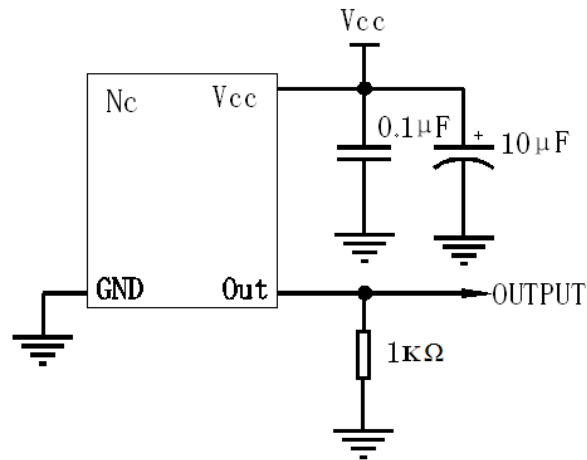 Vcc
Nc
Vcc
0.1μF
+
10μF
GND
Out
OUTPUT
1KΩ